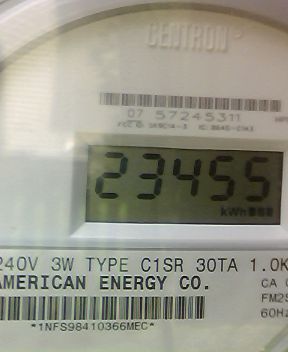 CENTRON®
07 57245311
23455
kWh
240V 3W TYPE C1SR 30TA 1.0K
AMERICAN ENERGY CO.
CA
FM2S
*1NFS98410366MEC*
60Hz